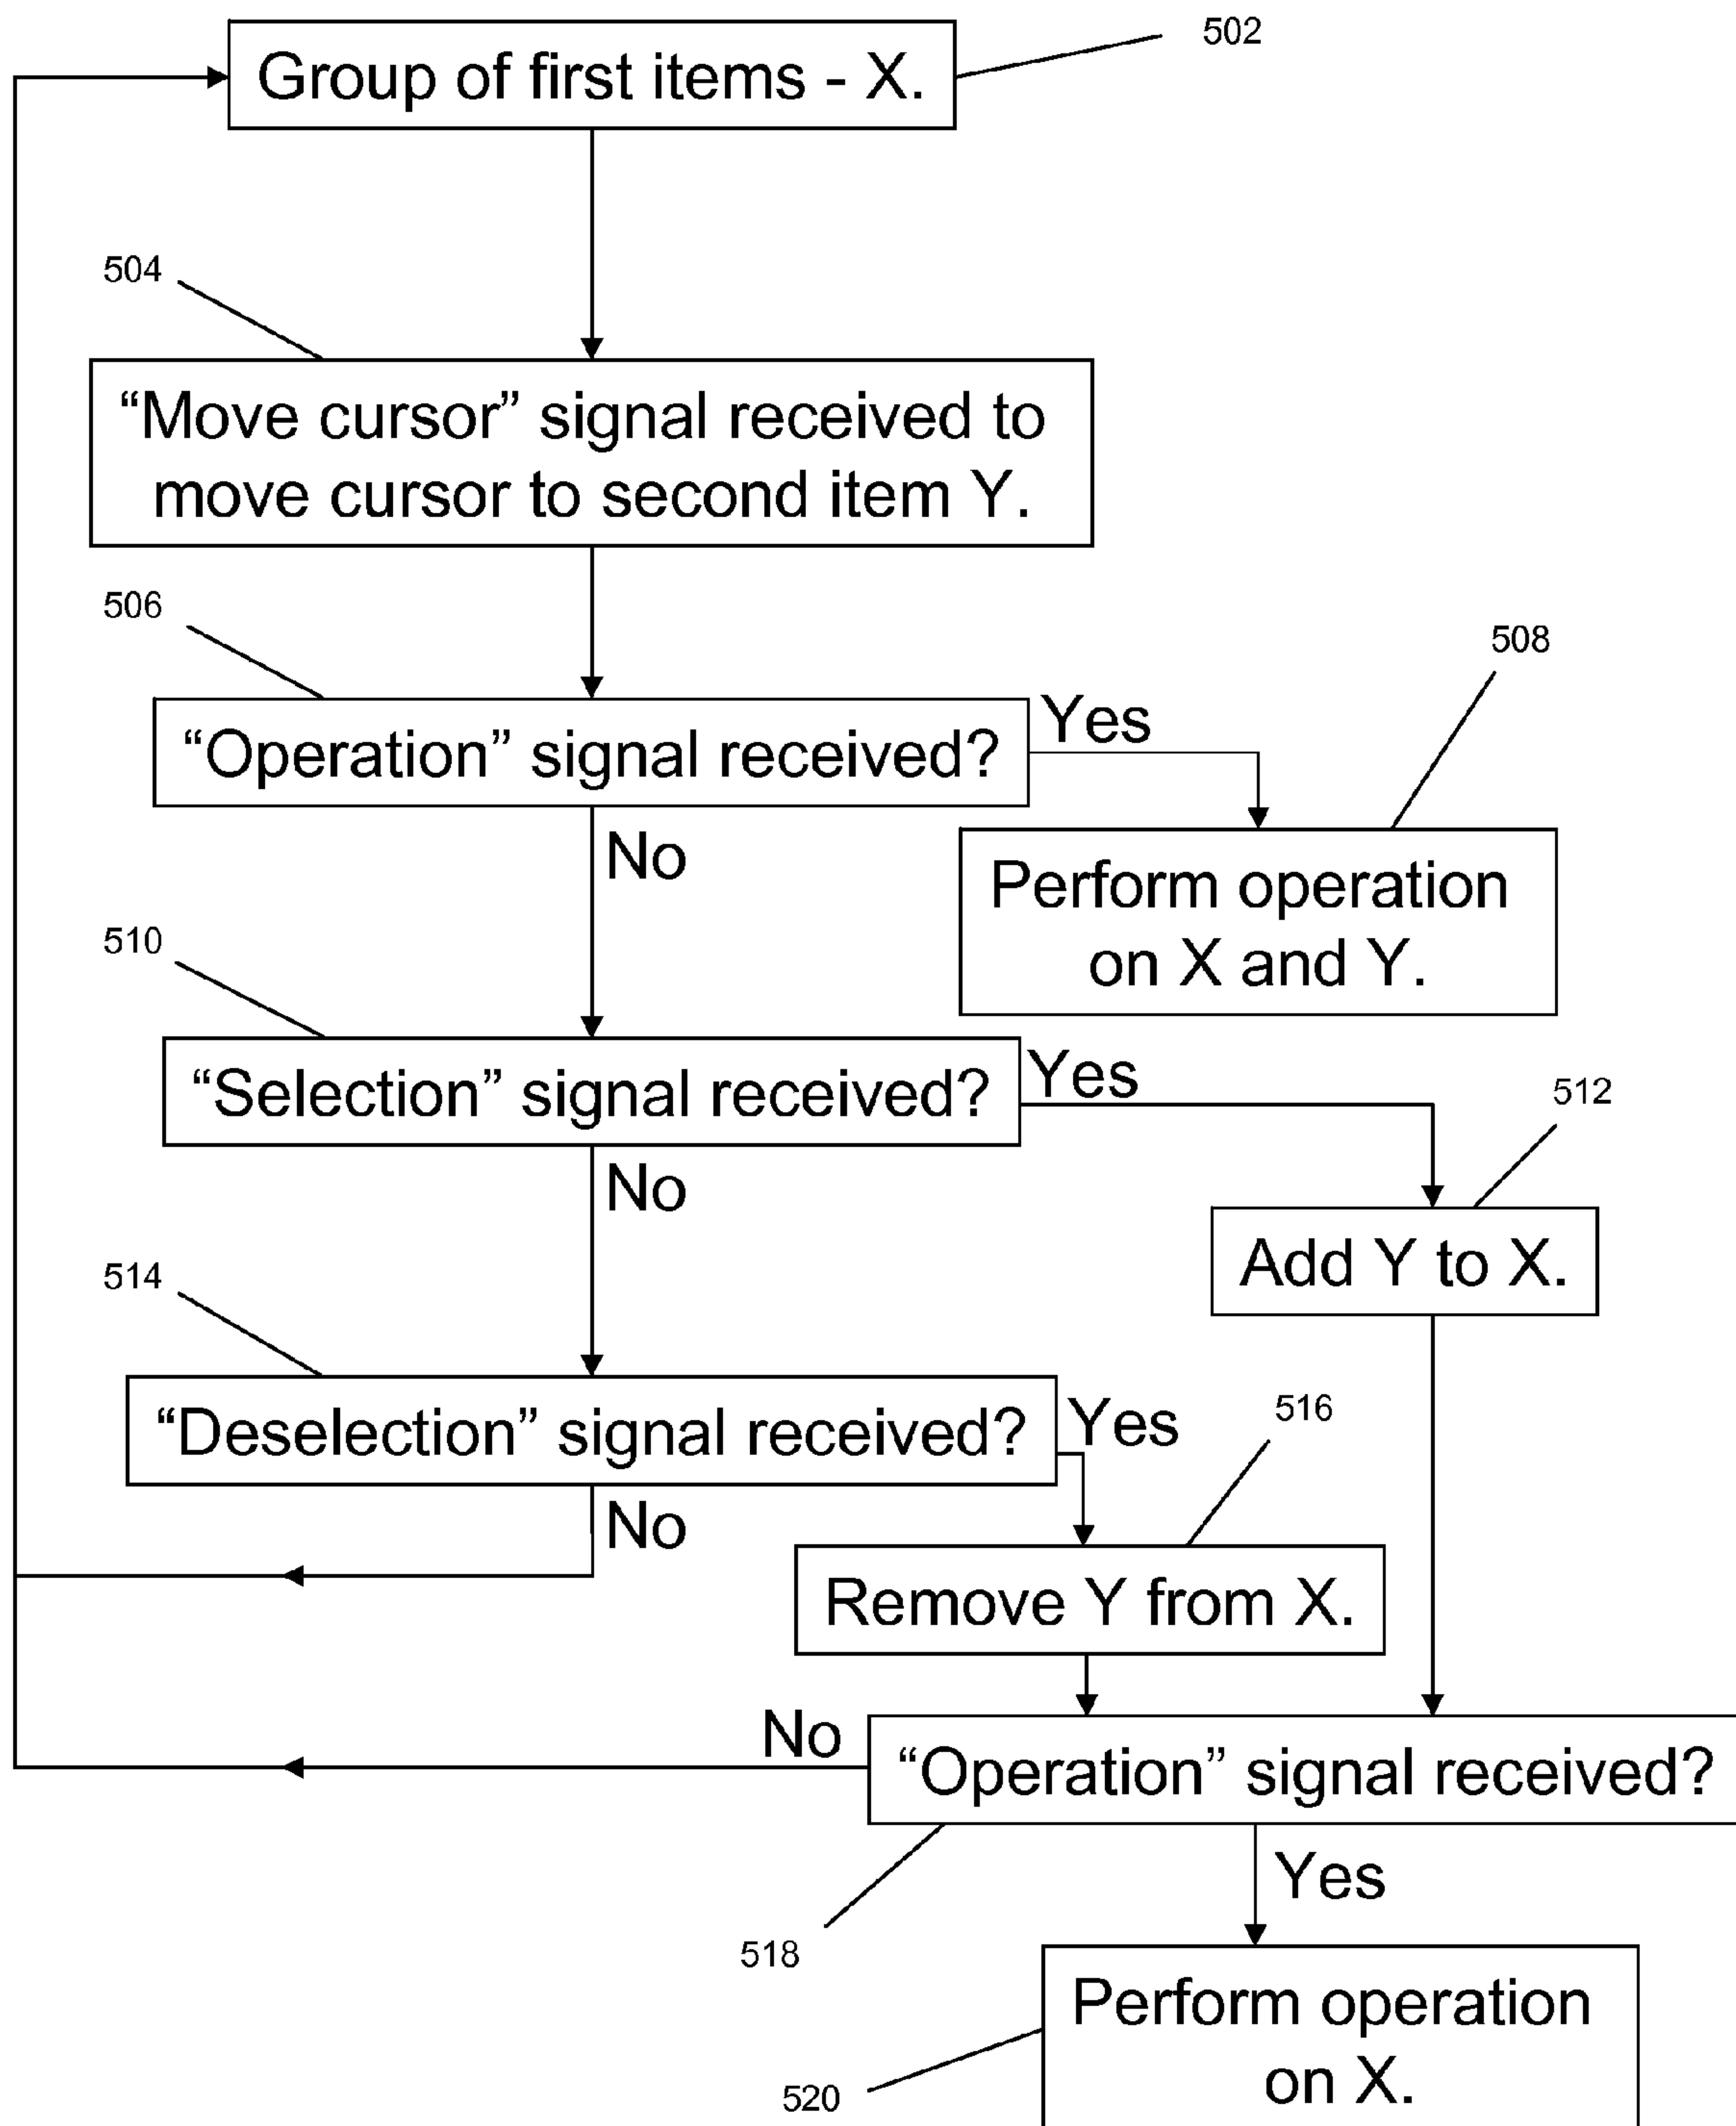 502
Group of first items - X.
504
“Move cursor” signal received to
move cursor to second item Y.
506
508
“Operation” signal received?
Yes
No
Perform operation
on X and Y.
510
“Selection” signal received?
Yes
512
No
Add Y to X.
514
“Deselection” signal received?
Yes
516
No
Remove Y from X.
No
“Operation” signal received?
Yes
518
Perform operation
on X.
520